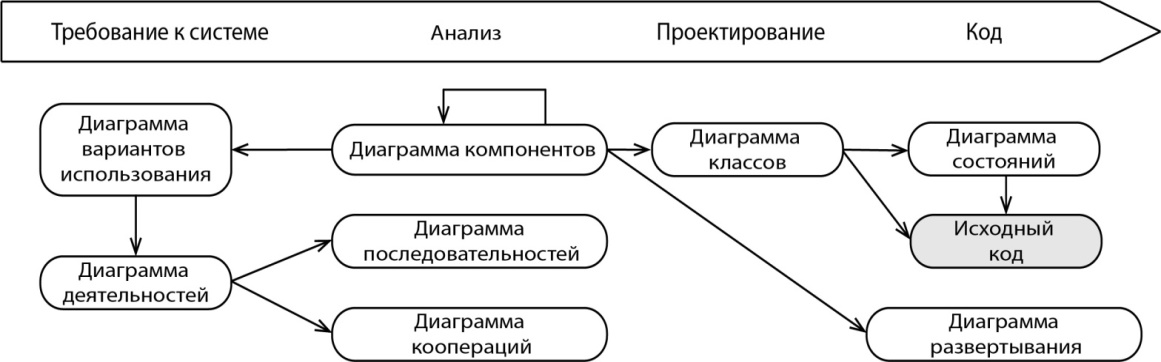 Требование к системе
Анализ
Проектирование
Код
Диаграмма
вариантов
использования
Диаграмма компонентов
Диаграмма
классов
Диаграмма
состояний
Диаграмма
последовательностей
Исходный
код
Диаграмма
деятельностей
Диаграмма
коопераций
Диаграмма
развертывания